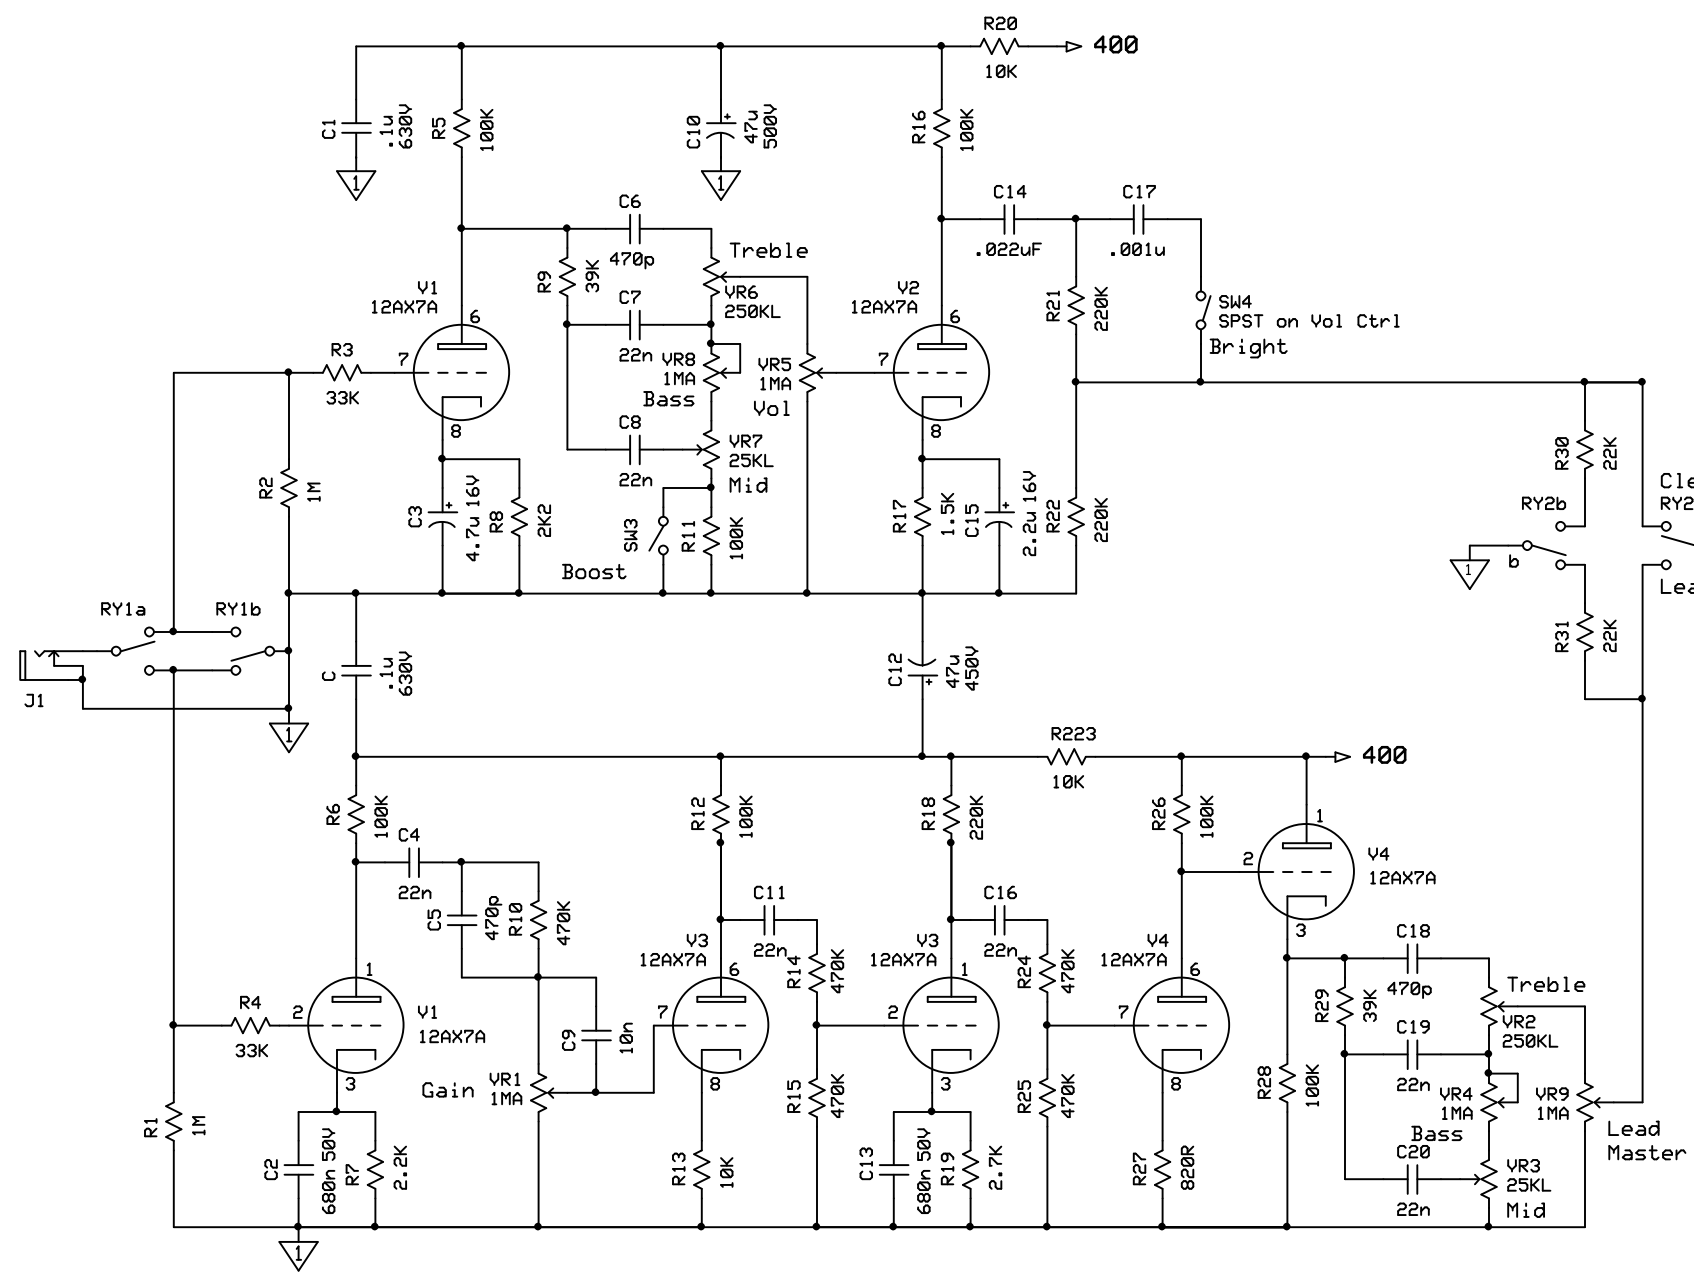 R20
400
10K
C1
.1u
630V
R5
100K
C10
47u
500V
R16
100K
1
1
C6
470p
Treble
C14
.022uF
C17
.001u
R9
39K
V1
12AX7A
6
7
8
C7
22n
VR6
250KL
V2
12AX7A
6
7
8
R21
220K
SW4
SPST on Vol Ctrl
Bright
R3
33K
VR8
1MA
Bass
VR5
1MA
Vol
C8
22n
VR7
25KL
Mid
R2
1M
C3
4.7u 16V
R8
2K2
SW3
R11
100K
Boost
R17
1.5K
C15
2.2u 16V
R22
220K
R30
22K
Cle
RY2b
RY2
b
1
Lea
R31
22K
RY1a
RY1b
J1
1
C
.1u
630V
C12
47u
450V
R223
10K
400
R6
100K
R12
100K
R18
220K
R26
100K
C4
22n
C5
470p
R10
470K
1
2
3
V4
12AX7A
C11
22n
C16
22n
V3
12AX7A
6
7
8
R14
470K
V3
12AX7A
1
2
3
R24
470K
V4
12AX7A
6
7
8
C18
470p
Treble
R29
39K
VR2
250KL
C19
22n
R4
33K
1
2
3
V1
12AX7A
C9
10n
Gain
VR1
1MA
R15
470K
R25
470K
R28
100K
VR4
1MA
Bass
VR9
1MA
Lead
Master
R1
1M
C2
680n 50V
R7
2.2K
R13
10K
C13
680n 50V
R19
2.7K
R27
820R
C20
22n
VR3
25KL
Mid
1